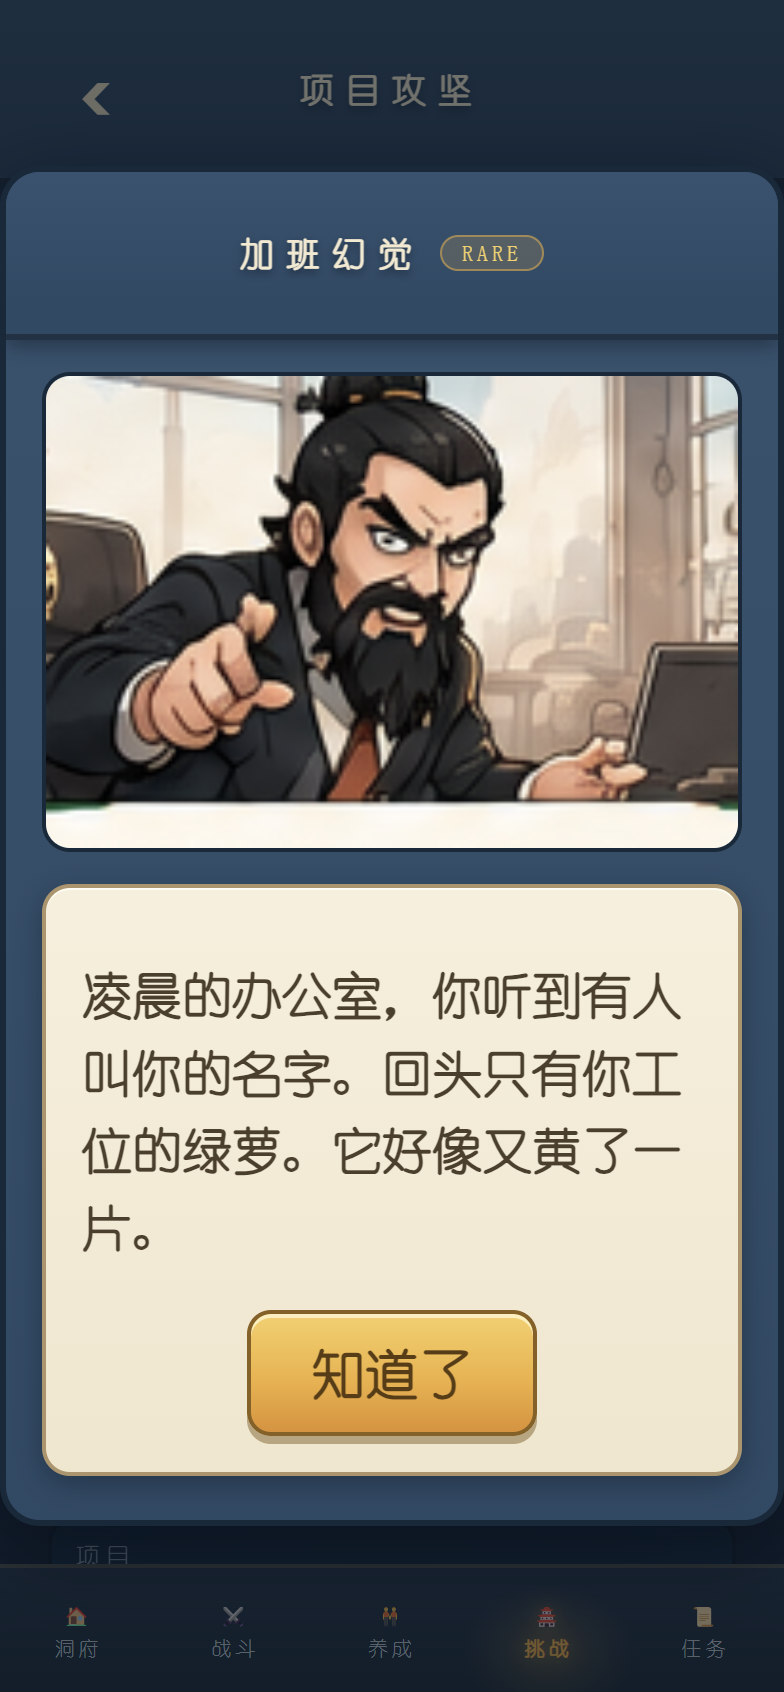 项目攻坚
加班幻觉 RARE
凌晨的办公室，你听到有人
叫你的名字。回头只有你工
位的绿萝。它好像又黄了一
片。
知道了
项目
洞府 战斗 养成 挑战 任务